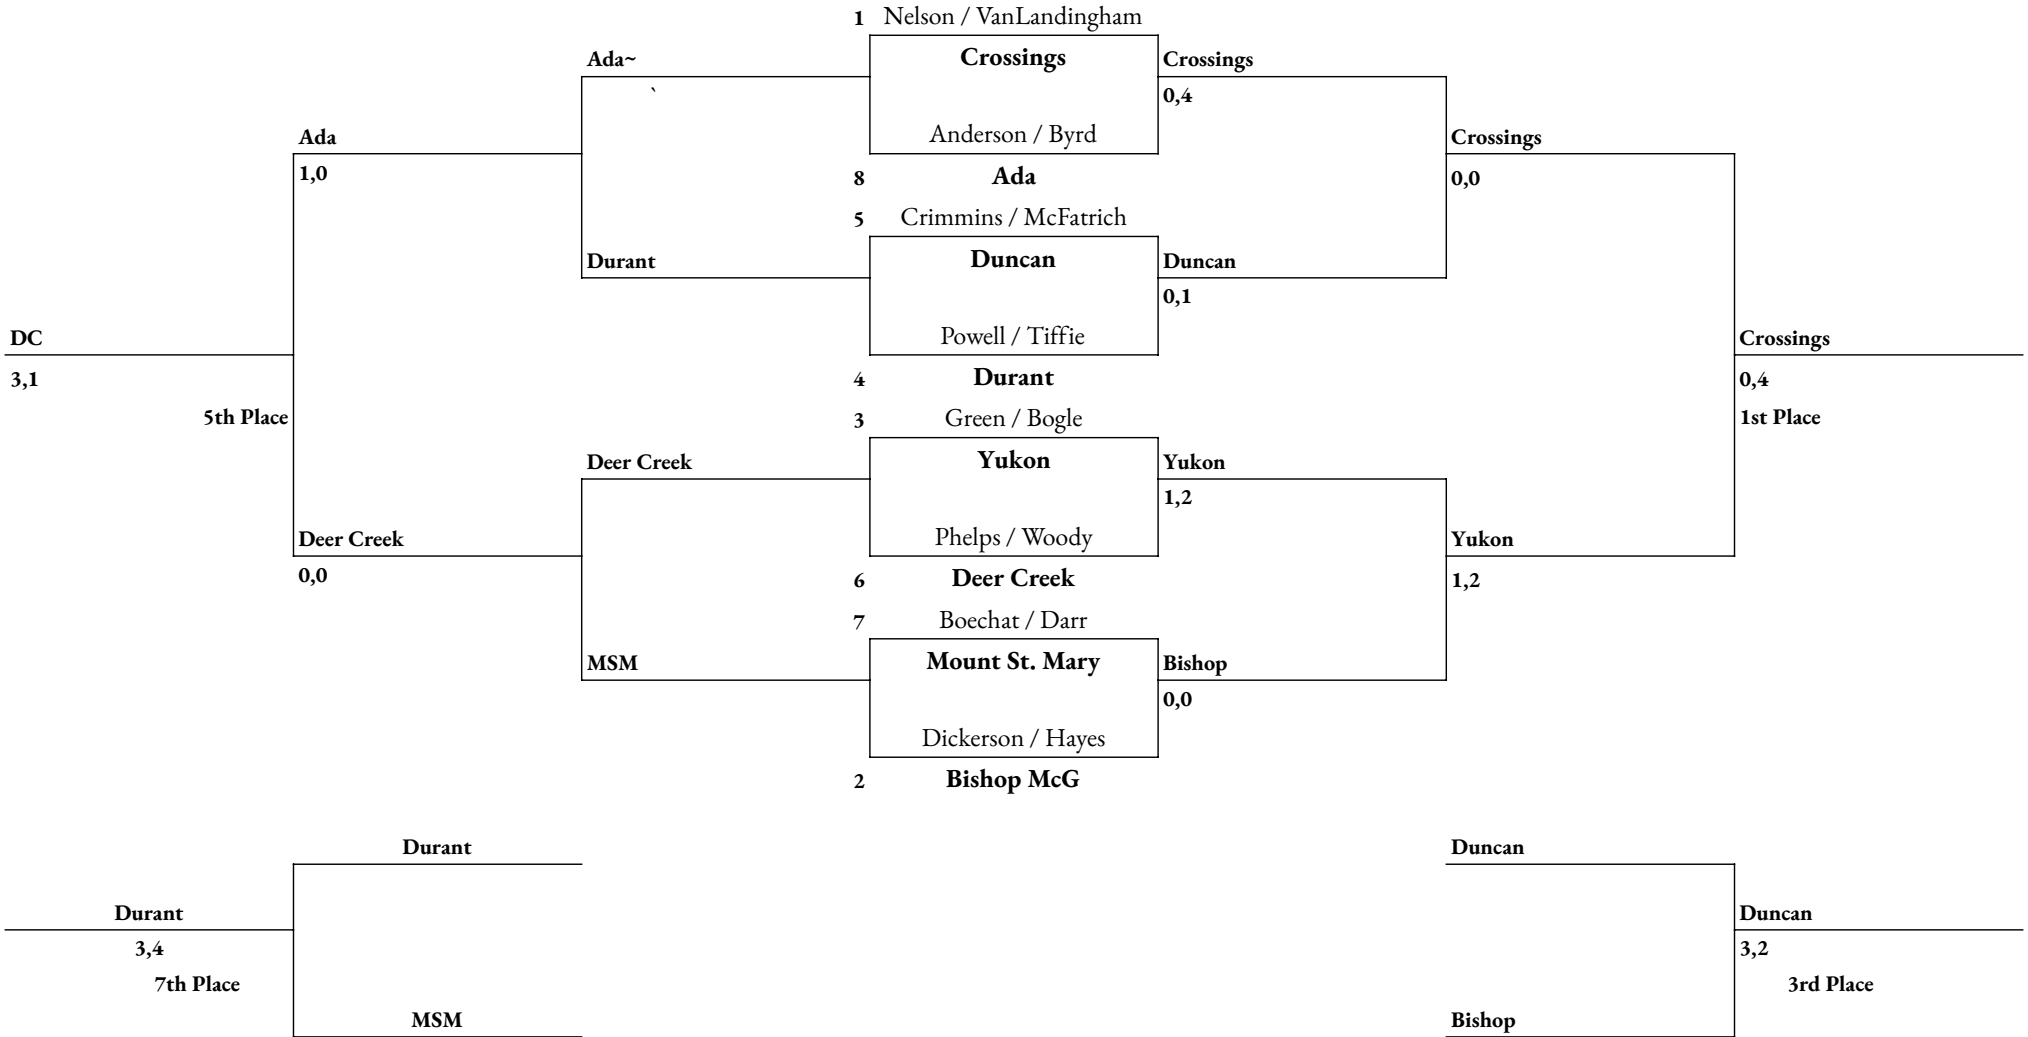 1 Nelson / VanLandingham
Ada~ Crossings Crossings
` 0,4
Ada Anderson / Byrd Crossings
1,0 8 Ada 0,0
5 Crimmins / McFatrich
Durant Duncan Duncan
0,1
DC Powell / Tiffie Crossings
3,1 4 Durant 0,4
5th Place 3 Green / Bogle 1st Place
Deer Creek Yukon Yukon
1,2
Deer Creek Phelps / Woody Yukon
0,0 6 Deer Creek 1,2
7 Boechat / Darr
MSM Mount St. Mary Bishop
0,0
Dickerson / Hayes
2 Bishop McG
Durant Duncan
Durant Duncan
3,4 3,2
7th Place 3rd Place
MSM Bishop